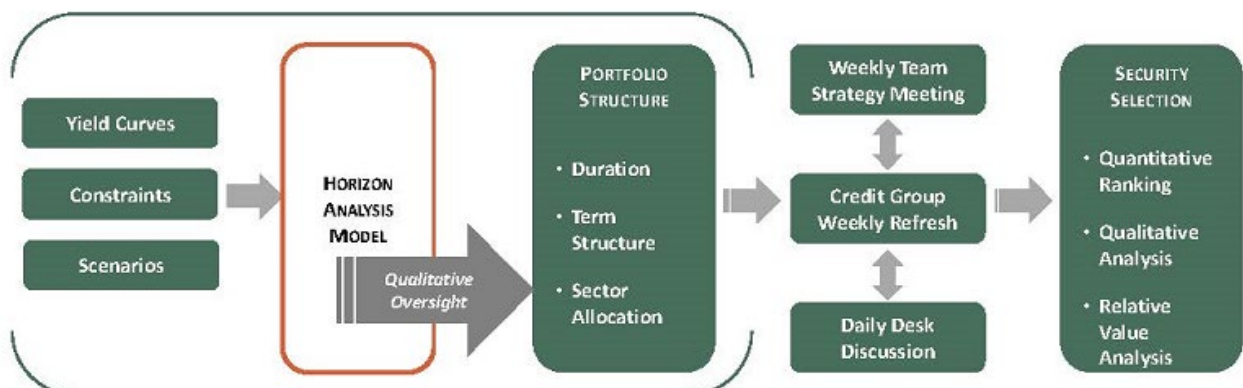 Yield Curves
Constraints
Scenarios
HORIZON
ANALYSIS
MODEL
Qualitative
Oversight
PORTFOLIO
STRUCTURE
• Duration
• Term
Structure
• Sector
Allocation
Weekly Team
Strategy Meeting
Credit Group
Weekly Refresh
Daily Desk
Discussion
SECURITY
SELECTION
• Quantitative
Ranking
• Qualitative
Analysis
• Relative
Value
Analysis